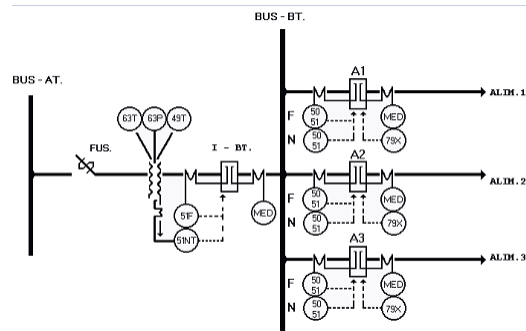 BUS-BT.
BUS-AT.
A1
ALIM.1
63T 63P 49T
F 50 51 MED
FUS.
I - BT.
N 50 51 79X
A2
ALIM.2
51F
MED
F 50 51 MED
51NT
N 50 51 79X
A3
ALIM.3
F 50 51 MED
N 50 51 79X